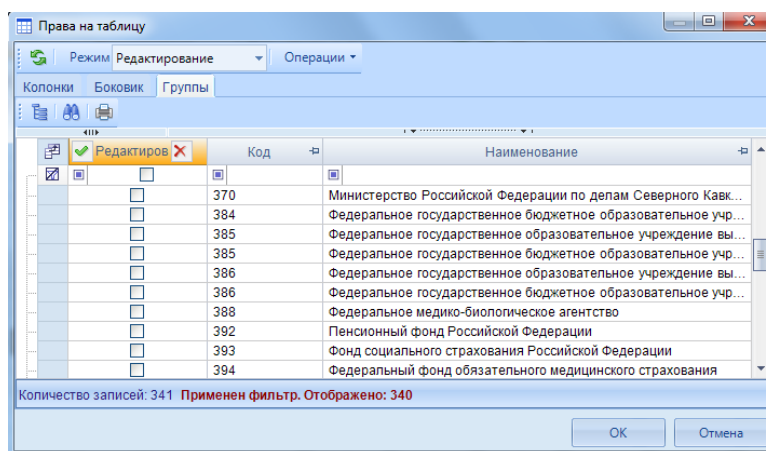 Права на таблицу
Режим Редактирование Операции
Колонки Боковик Группы
Редактиров Код Наименование
370 Министерство Российской Федерации по делам Северного Кавк...
384 Федеральное государственное бюджетное образовательное учр...
385 Федеральное государственное образовательное учреждение вы...
385 Федеральное государственное бюджетное образовательное учр...
386 Федеральное государственное образовательное учреждение вы...
386 Федеральное государственное бюджетное образовательное учр...
388 Федеральное медико-биологическое агентство
392 Пенсионный фонд Российской Федерации
393 Фонд социального страхования Российской Федерации
394 Федеральный фонд обязательного медицинского страхования
Количество записей: 341 Применен фильтр. Отображено: 340
ОК Отмена